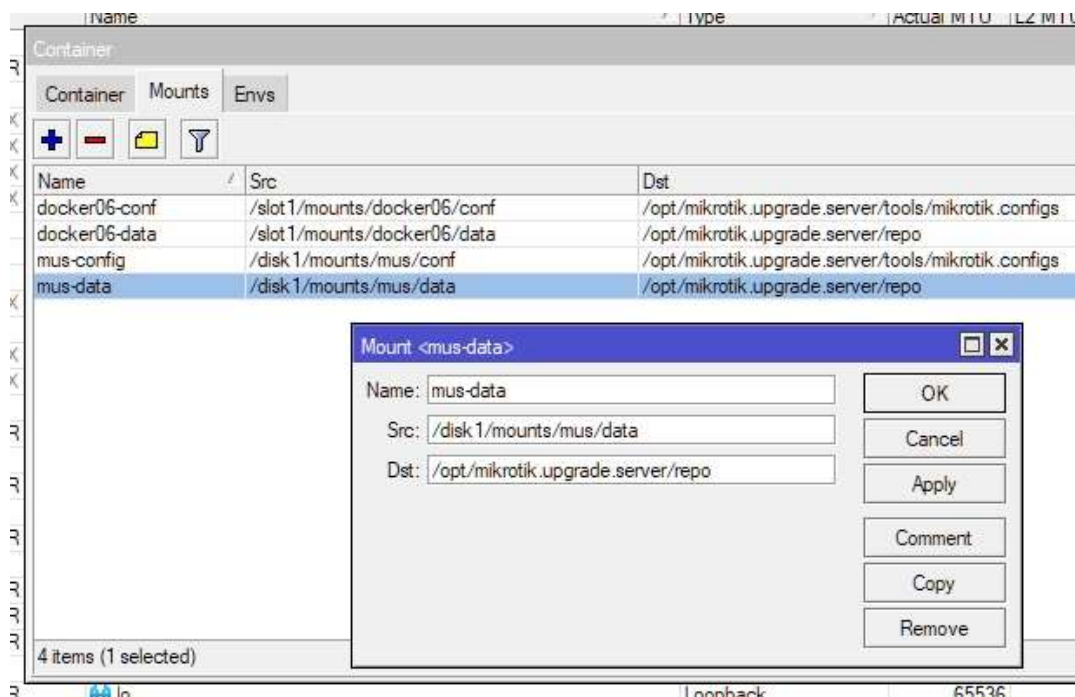 Name Type Actual MTU L2 MTU
Container
Container Mounts Envs
Name Src Dst
docker06-conf /slot1/mounts/docker06/conf /opt/mikrotik.upgrade.server/tools/mikrotik.configs
docker06-data /slot1/mounts/docker06/data /opt/mikrotik.upgrade.server/repo
mus-config /disk1/mounts/mus/conf /opt/mikrotik.upgrade.server/tools/mikrotik.configs
mus-data /disk1/mounts/mus/data /opt/mikrotik.upgrade.server/repo
Mount <mus-data>
Name: mus-data
Src: /disk1/mounts/mus/data
Dst: /opt/mikrotik.upgrade.server/repo
OK
Cancel
Apply
Comment
Copy
Remove
4 items (1 selected)
R lo Loopback 65536